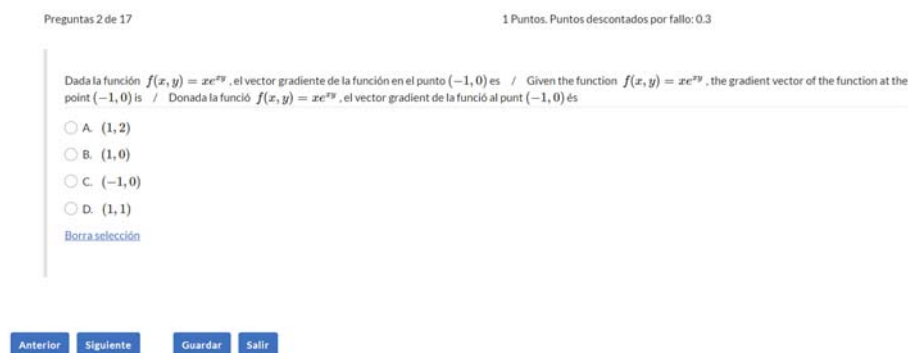 Preguntas 2 de 17
1 Puntos. Puntos descontados por fallo: 0.3
Dada la función f(x, y) = xe^{xy}, el vector gradiente de la función en el punto (−1, 0) es / Given the function f(x, y) = xe^{xy}, the gradient vector of the function at the
point (−1, 0) is / Donada la funció f(x, y) = xe^{xy}, el vector gradient de la funció al punt (−1, 0) és
A. (1, 2)
B. (1, 0)
C. (−1, 0)
D. (1, 1)
Borra selección
Anterior Siguiente Guardar Salir